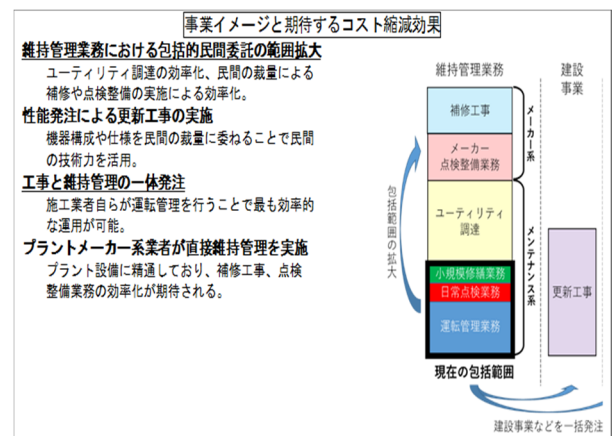 事業イメージと期待するコスト縮減効果
維持管理業務における包括的民間委託の範囲拡大
ユーティリティ調達の効率化、民間の裁量による
補修や点検整備の実施による効率化。
性能発注による更新工事の実施
機器構成や仕様を民間の裁量に委ねることで民間
の技術力を活用。
工事と維持管理の一体発注
施工業者自らが運転管理を行うことで最も効率的
な運用が可能。
プラントメーカー系業者が直接維持管理を実施
プラント設備に精通しており、補修工事、点検
整備業務の効率化が期待される。
維持管理業務
建設
事業
補修工事
メーカー
点検整備業務
メーカー系
ユーティリティ
調達
包括範囲の拡大
メンテナンス系
小規模修繕業務
日常点検業務
運転管理業務
更新工事
現在の包括範囲
建設事業などを一括発注